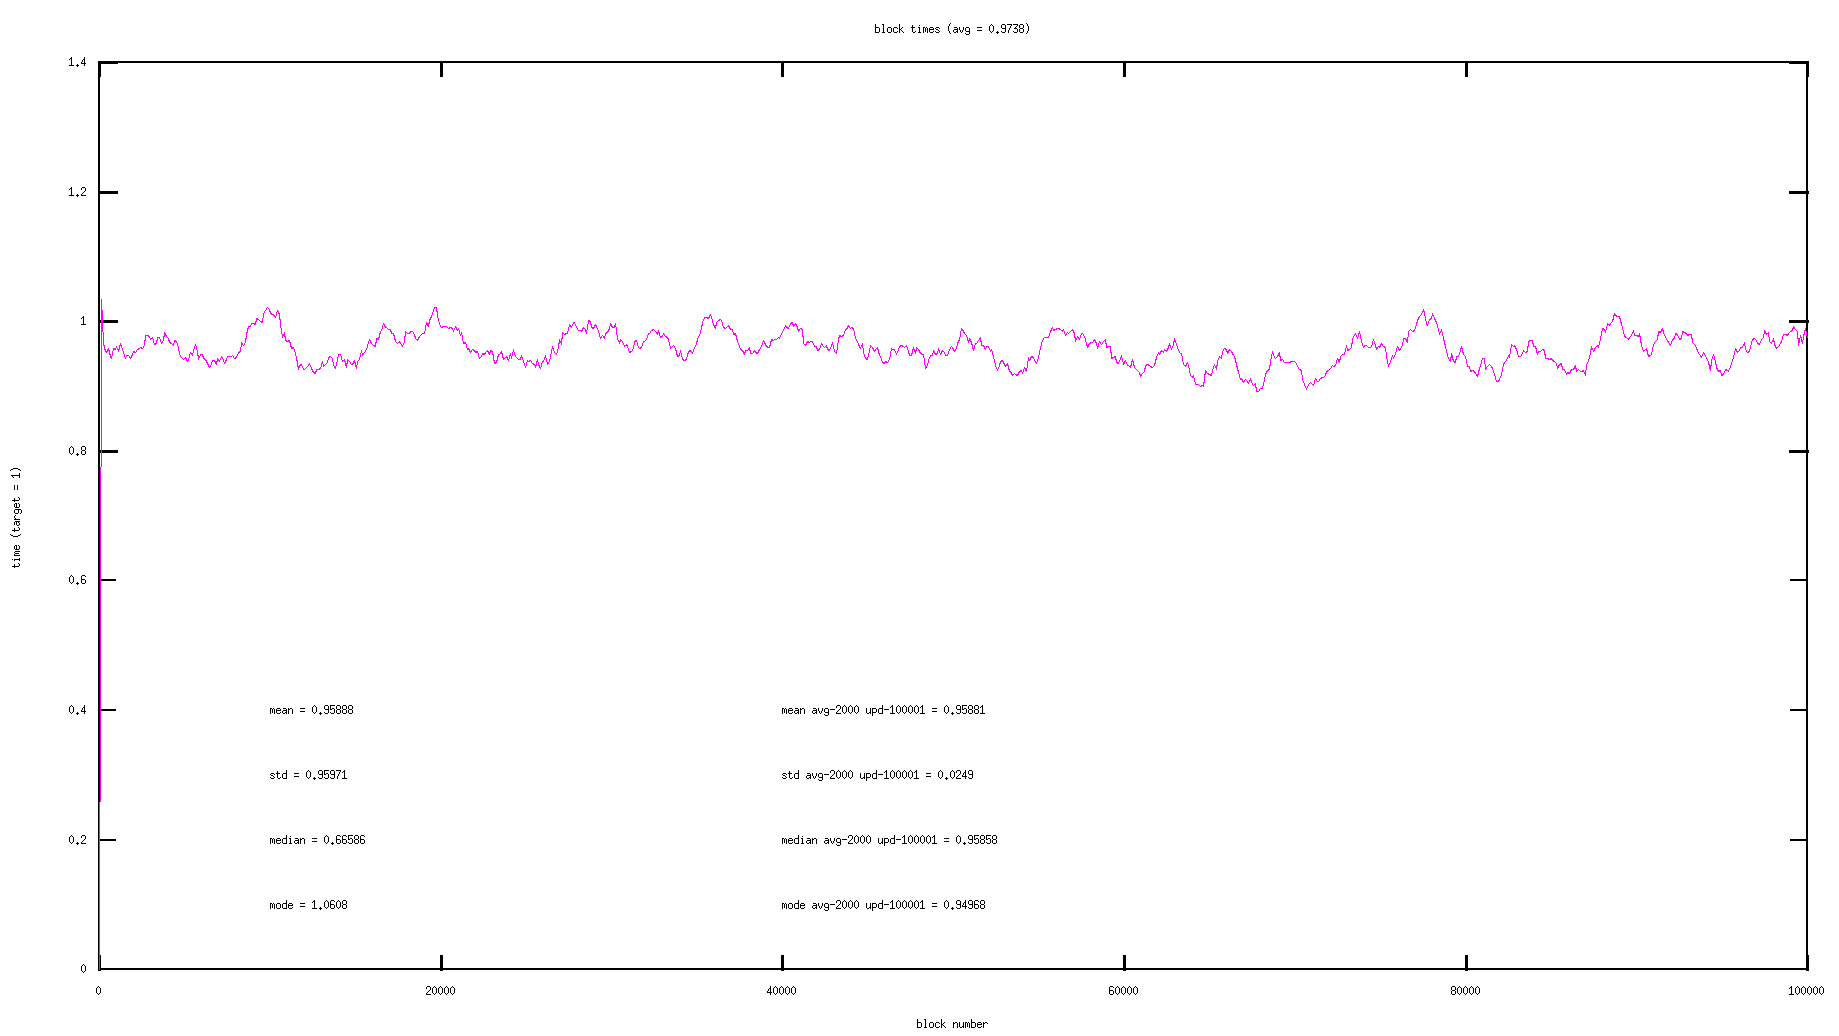 block times (avg = 0.9738)
1.4
1.2
1
0.8
0.6
0.4
0.2
0
time (target = 1)
mean = 0.95888
mean avg-2000 upd-100001 = 0.95881
std = 0.95971
std avg-2000 upd-100001 = 0.0249
median = 0.66586
median avg-2000 upd-100001 = 0.95858
mode = 1.0608
mode avg-2000 upd-100001 = 0.94968
0
20000
40000
60000
80000
100000
block number